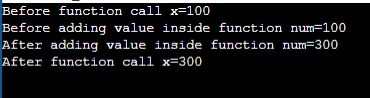 Before function call x=100
Before adding value inside function num=100
After adding value inside function num=300
After function call x=300